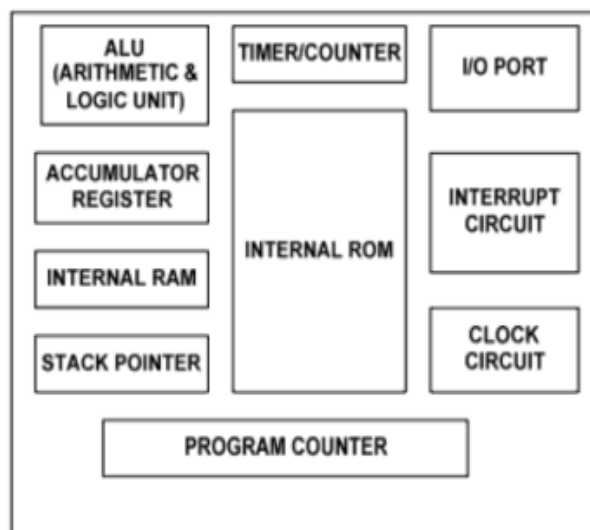 ALU
(ARITHMETIC &
LOGIC UNIT)
TIMER/COUNTER
I/O PORT
ACCUMULATOR
REGISTER
INTERNAL ROM
INTERRUPT
CIRCUIT
INTERNAL RAM
STACK POINTER
CLOCK
CIRCUIT
PROGRAM COUNTER